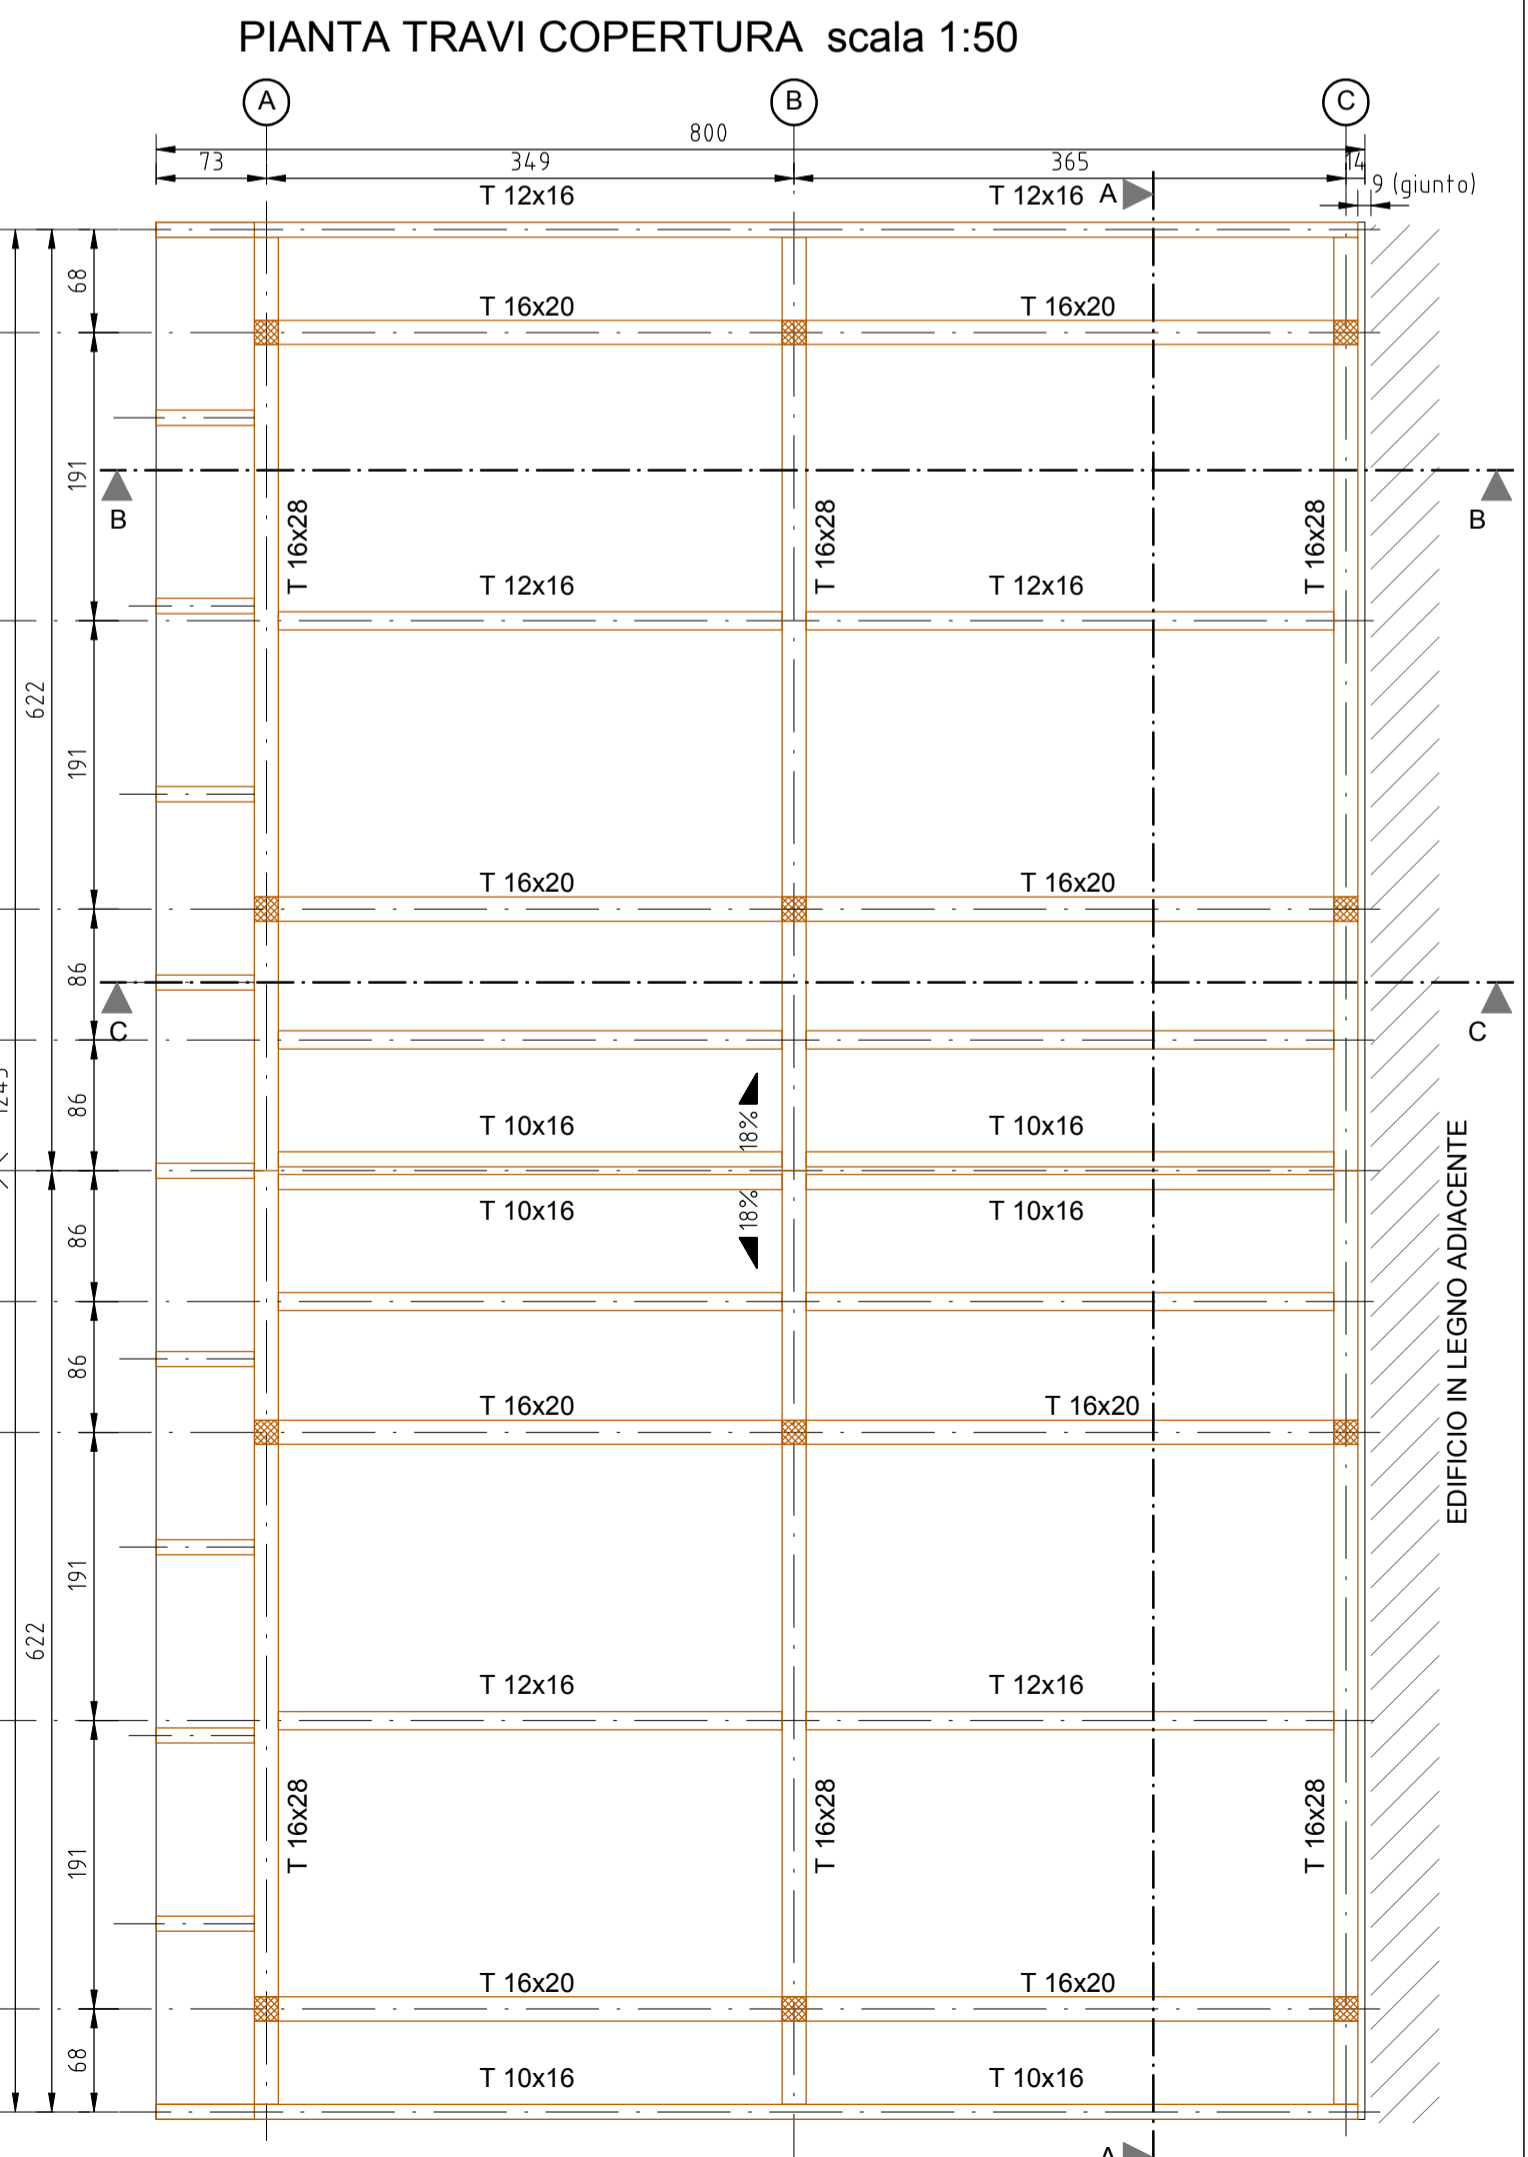 PIANTA TRAVI COPERTURA scala 1:50
A B C
800
73 349 365 14
9 (giunto)
T 12x16 T 12x16 A
68
T 16x20 T 16x20
191
B B
T 16x28 T 16x28 T 16x28
T 12x16 T 12x16
622
191
T 16x20 T 16x20
86
C C
86
T 10x16 18% T 10x16
T 10x16 18% T 10x16
86
EDIFICIO IN LEGNO ADIACENTE
86
T 16x20 T 16x20
191
622
T 12x16 T 12x16
T 16x28 T 16x28 T 16x28
191
T 16x20 T 16x20
68
T 10x16 T 10x16
A